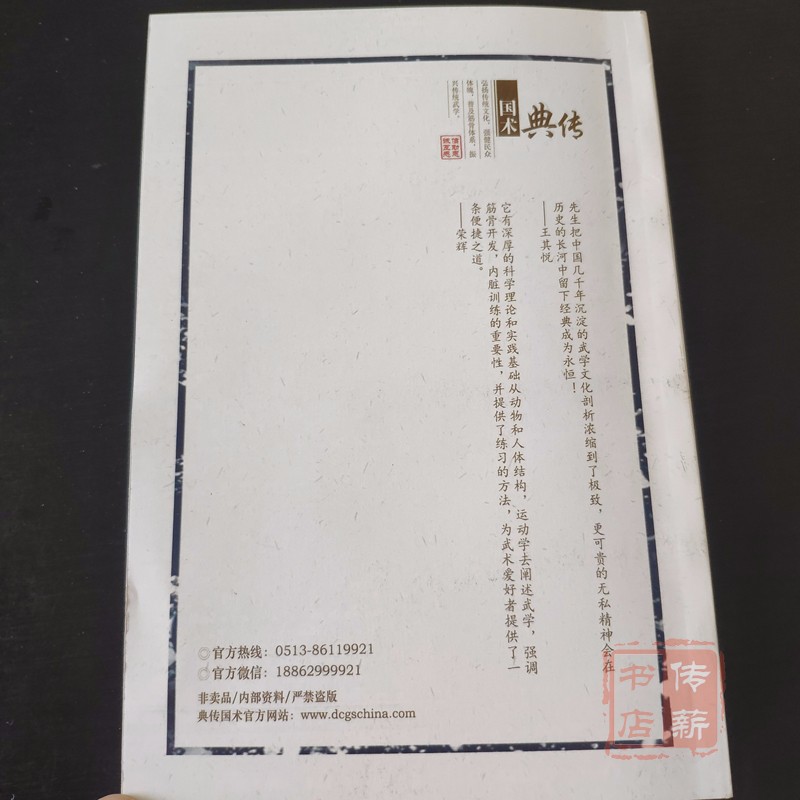 典传
国术
弘扬传统文化，强健民众
体魄，普及筋骨体系，振
兴传统武学。
先生把中国几千年沉淀的武学文化剖析浓缩到了极致，更可贵的无私精神会在
历史的长河中留下经典成为永恒！
——王其悦
它有深厚的科学理论和实践基础从动物和人体结构，运动学去阐述武学，强调
筋骨开发，内脏训练的重要性，并提供了练习的方法，为武术爱好者提供了一
条便捷之道。
——荣辉
官方热线：0513-86119921
官方微信：18862999921
非卖品/内部资料/严禁盗版
典传国术官方网站：www.dcgschina.com
传薪
书店